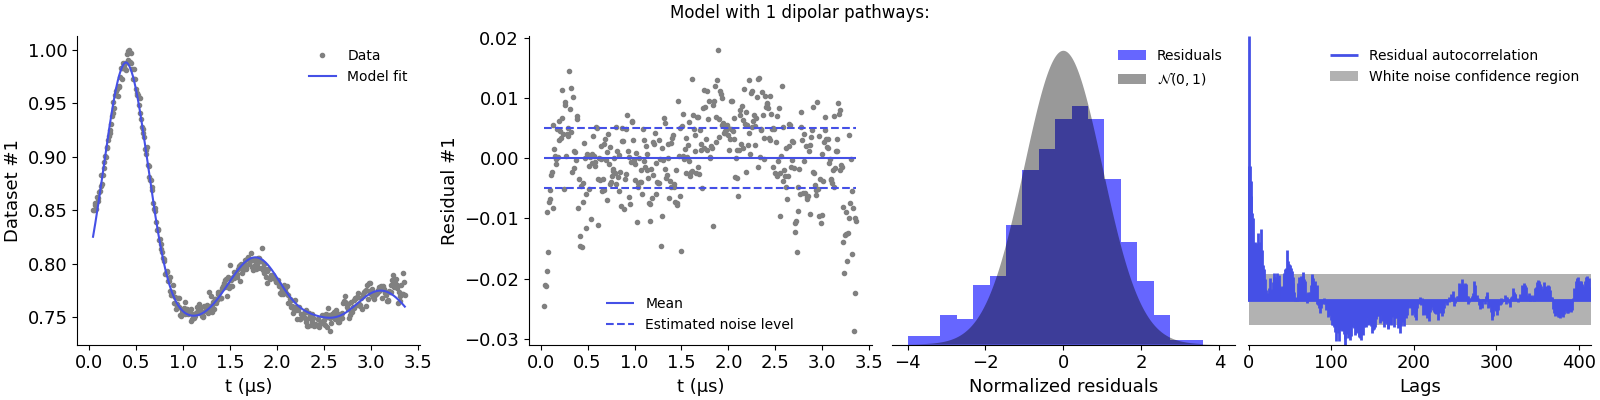 Model with 1 dipolar pathways:
Dataset #1
1.00
0.95
0.90
0.85
0.80
0.75
Data
Model fit
0.0 0.5 1.0 1.5 2.0 2.5 3.0 3.5
t (μs)
Residual #1
0.02
0.01
0.00
−0.01
−0.02
−0.03
Mean
Estimated noise level
0.0 0.5 1.0 1.5 2.0 2.5 3.0 3.5
t (μs)
Residuals
𝒩(0, 1)
−4 −2 0 2 4
Normalized residuals
Residual autocorrelation
White noise confidence region
0 100 200 300 400
Lags